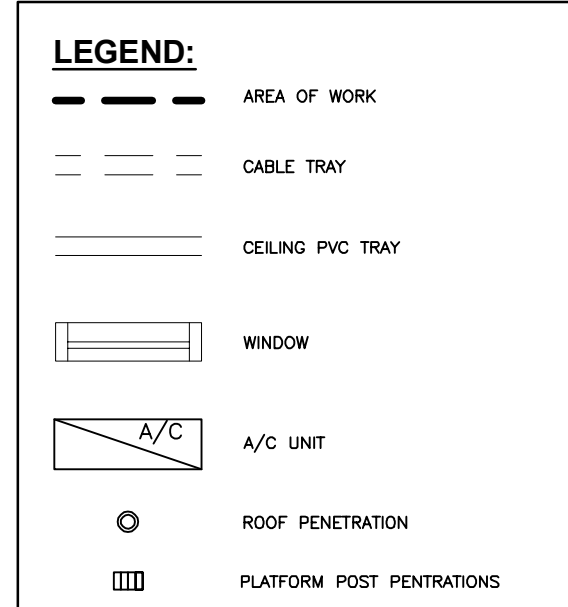 LEGEND:
AREA OF WORK
CABLE TRAY
CEILING PVC TRAY
WINDOW
A/C
A/C UNIT
ROOF PENETRATION
PLATFORM POST PENTRATIONS